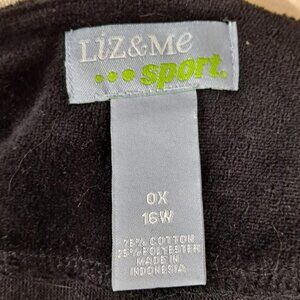 LiZ&Me
sport.
0X
16W
75% COTTON
25% POLYESTER
MADE IN
INDONESIA